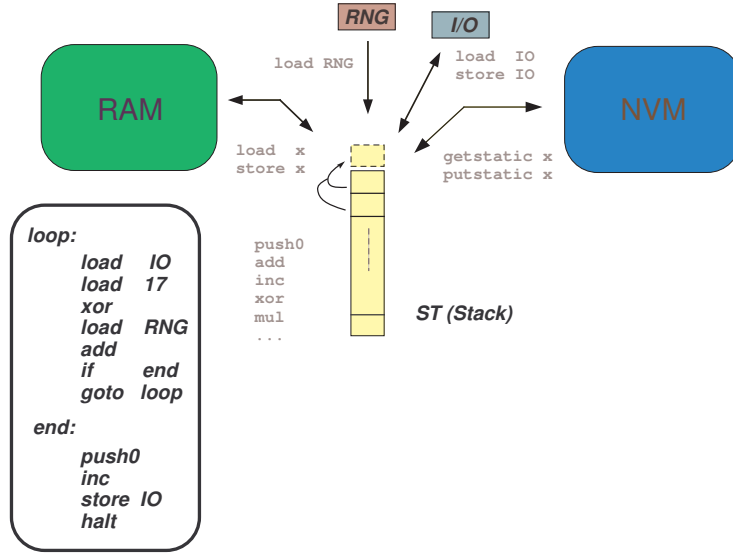 RNG
I/O
load RNG
load IO
store IO
RAM
NVM
load x
store x
getstatic x
putstatic x
push0
add
inc
xor
mul
...
ST (Stack)
loop:
load IO
load 17
xor
load RNG
add
if end
goto loop
end:
push0
inc
store IO
halt